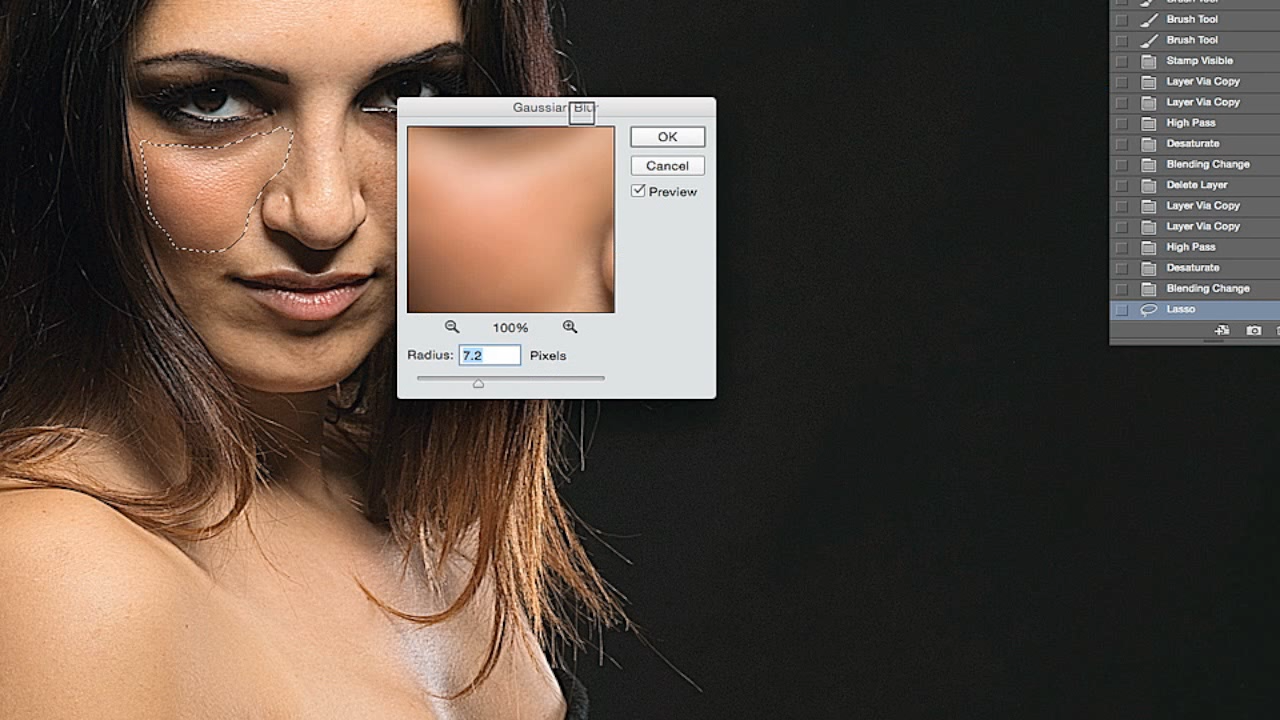 Brush Tool
Brush Tool
Brush Tool
Stamp Visible
Layer Via Copy
Layer Via Copy
High Pass
Desaturate
Blending Change
Delete Layer
Layer Via Copy
Layer Via Copy
High Pass
Desaturate
Blending Change
Lasso
Gaussian Blur
OK
Cancel
Preview
100%
Radius: 7.2 Pixels